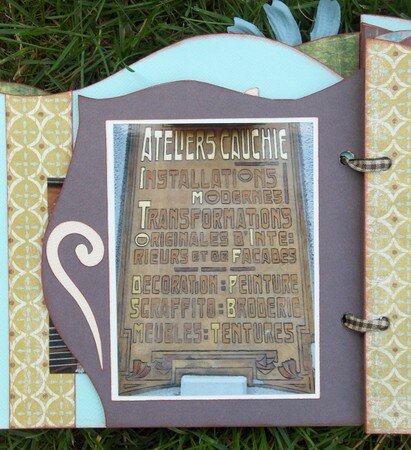 ATELIERS CAUCHIE
INSTALLATIONS
MODERNES
TRANSFORMATIONS
ORIGINALES D'INTE=
RIEURS ET DE FACADES
DECORATION : PEINTURE
SGRAFFITO : BRODERIE
MEUBLES : TENTURES